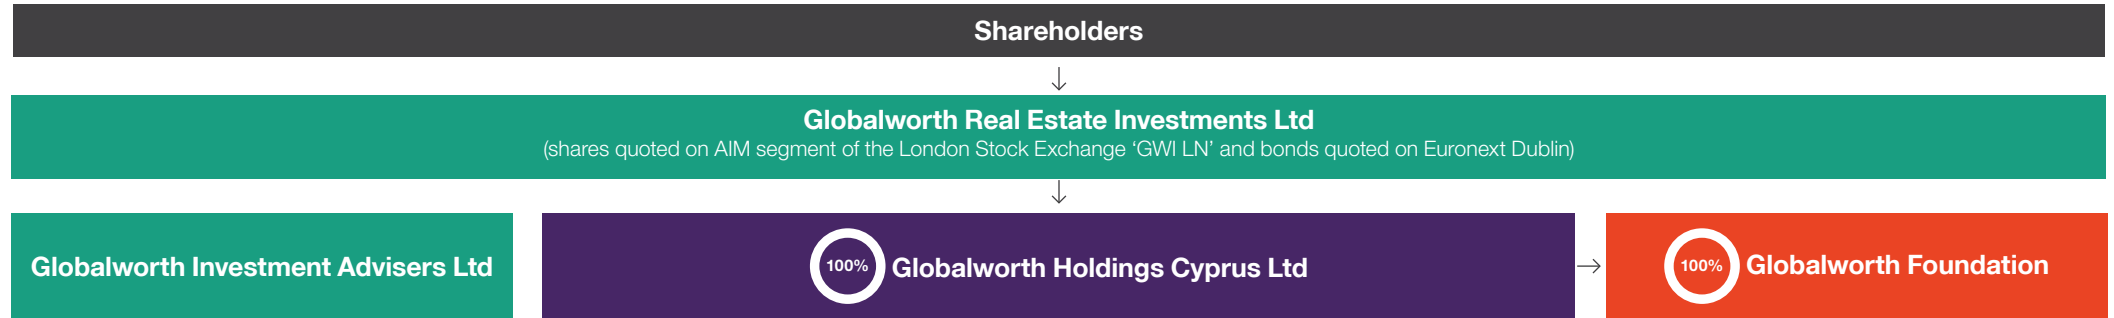 Shareholders
Globalworth Real Estate Investments Ltd
(shares quoted on AIM segment of the London Stock Exchange ‘GWI LN’ and bonds quoted on Euronext Dublin)
Globalworth Investment Advisers Ltd
100% Globalworth Holdings Cyprus Ltd
100% Globalworth Foundation